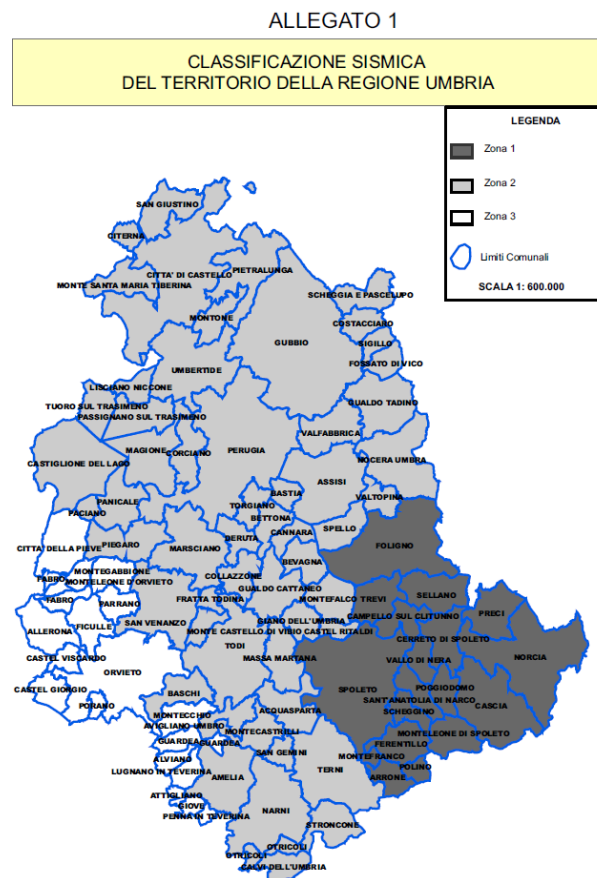 ALLEGATO 1
CLASSIFICAZIONE SISMICA
DEL TERRITORIO DELLA REGIONE UMBRIA
LEGENDA
Zona 1
Zona 2
Zona 3
Limiti Comunali
SCALA 1: 600.000
SAN GIUSTINO
CITERNA
CITTA' DI CASTELLO
PIETRALUNGA
MONTE SANTA MARIA TIBERINA
SCHEGGIA E PASCELUPO
MONTONE
COSTACCIANO
GUBBIO
SIGILLO
FOSSATO DI VICO
UMBERTIDE
LISCIANO NICCONE
GUALDO TADINO
TUORO SUL TRASIMENO
PASSIGNANO SUL TRASIMENO
VALFABBRICA
MAGIONE
CORCIANO
PERUGIA
CASTIGLIONE DEL LAGO
NOCERA UMBRA
ASSISI
BASTIA
VALTOPINA
PANICALE
PACIANO
TORGIANO
BETTONA
SPELLO
CANNARA
DERUTA
CITTA' DELLA PIEVE
PIEGARO
MARSCIANO
FOLIGNO
BEVAGNA
MONTEGABBIONE
FABRO
MONTELEONE D'ORVIETO
COLLAZZONE
GUALDO CATTANEO
FABRO
PARRANO
FRATTA TODINA
MONTEFALCO
TREVI
SELLANO
PRECI
ALLERONA
FICULLE
SAN VENANZO
GIANO DELL'UMBRIA
CAMPELLO SUL CLITUNNO
MONTE CASTELLO DI VIBIO
CASTEL RITALDI
CERRETO DI SPOLETO
TODI
NORCIA
CASTEL VISCARDO
MASSA MARTANA
VALLO DI NERA
ORVIETO
CASTEL GIORGIO
BASCHI
SPOLETO
POGGIODOMO
SANT'ANATOLIA DI NARCO
PORANO
CASCIA
MONTECCHIO
ACQUASPARTA
SCHEGGINO
AVIGLIANO UMBRO
MONTECASTRILLI
MONTELEONE DI SPOLETO
GUARDEA
GUARDEA
FERENTILLO
ALVIANO
SAN GEMINI
MONTEFRANCO
LUGNANO IN TEVERINA
AMELIA
TERNI
POLINO
ARRONE
ATTIGLIANO
GIOVE
PENNA IN TEVERINA
NARNI
STRONCONE
OTRICOLI
OTRICOLI
CALVI DELL'UMBRIA